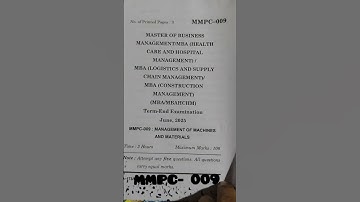 No. of Printed Pages : 8
MMPC-009
MASTER OF BUSINESS
MANAGEMENT/MBA (HEALTH
CARE AND HOSPITAL
MANAGEMENT)/
MBA (LOGISTICS AND SUPPLY
CHAIN MANAGEMENT)/
MBA (CONSTRUCTION
MANAGEMENT)
(MBA/MBAHCHM)
Term-End Examination
June, 2025
MMPC-009 : MANAGEMENT OF MACHINES
AND MATERIALS
Time : 3 Hours Maximum Marks : 100
Note : Attempt any five questions. All questions
carry equal marks.
MMPC- 009